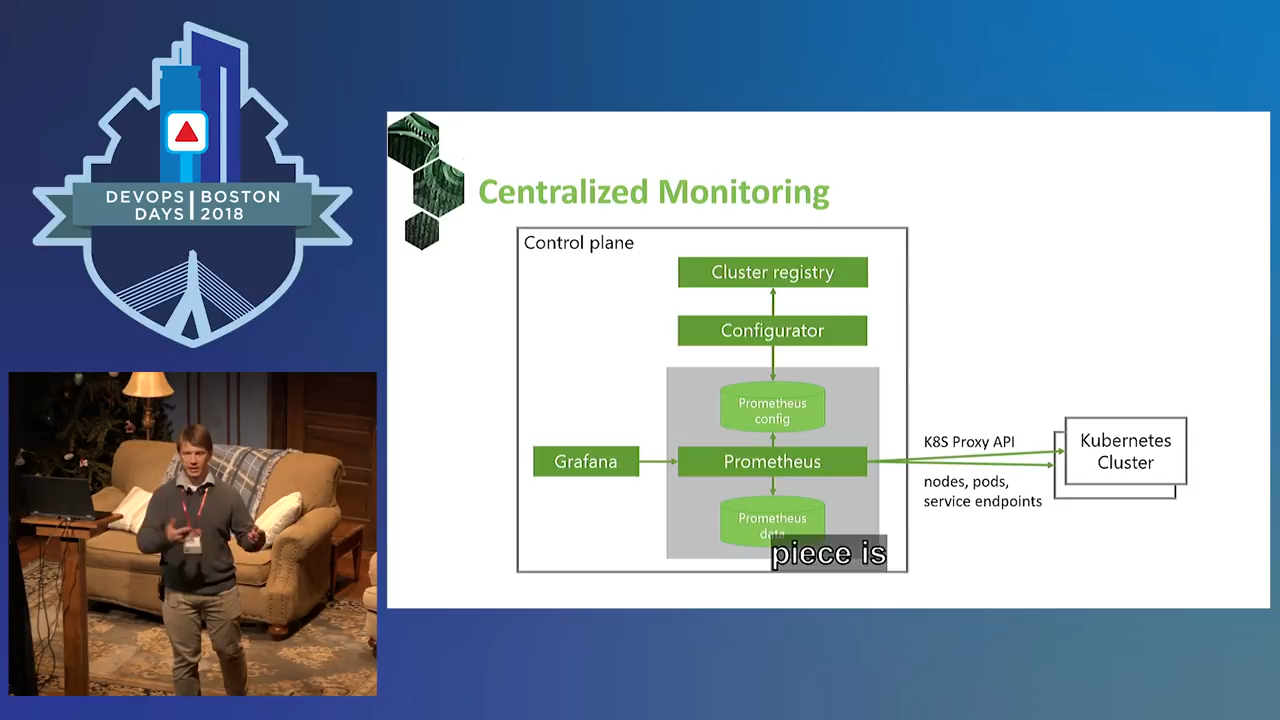 DEVOPS BOSTON
DAYS 2018
Centralized Monitoring
Control plane
Cluster registry
Configurator
Prometheus
config
Grafana
Prometheus
Prometheus
data
K8S Proxy API
nodes, pods,
service endpoints
Kubernetes
Cluster
piece is